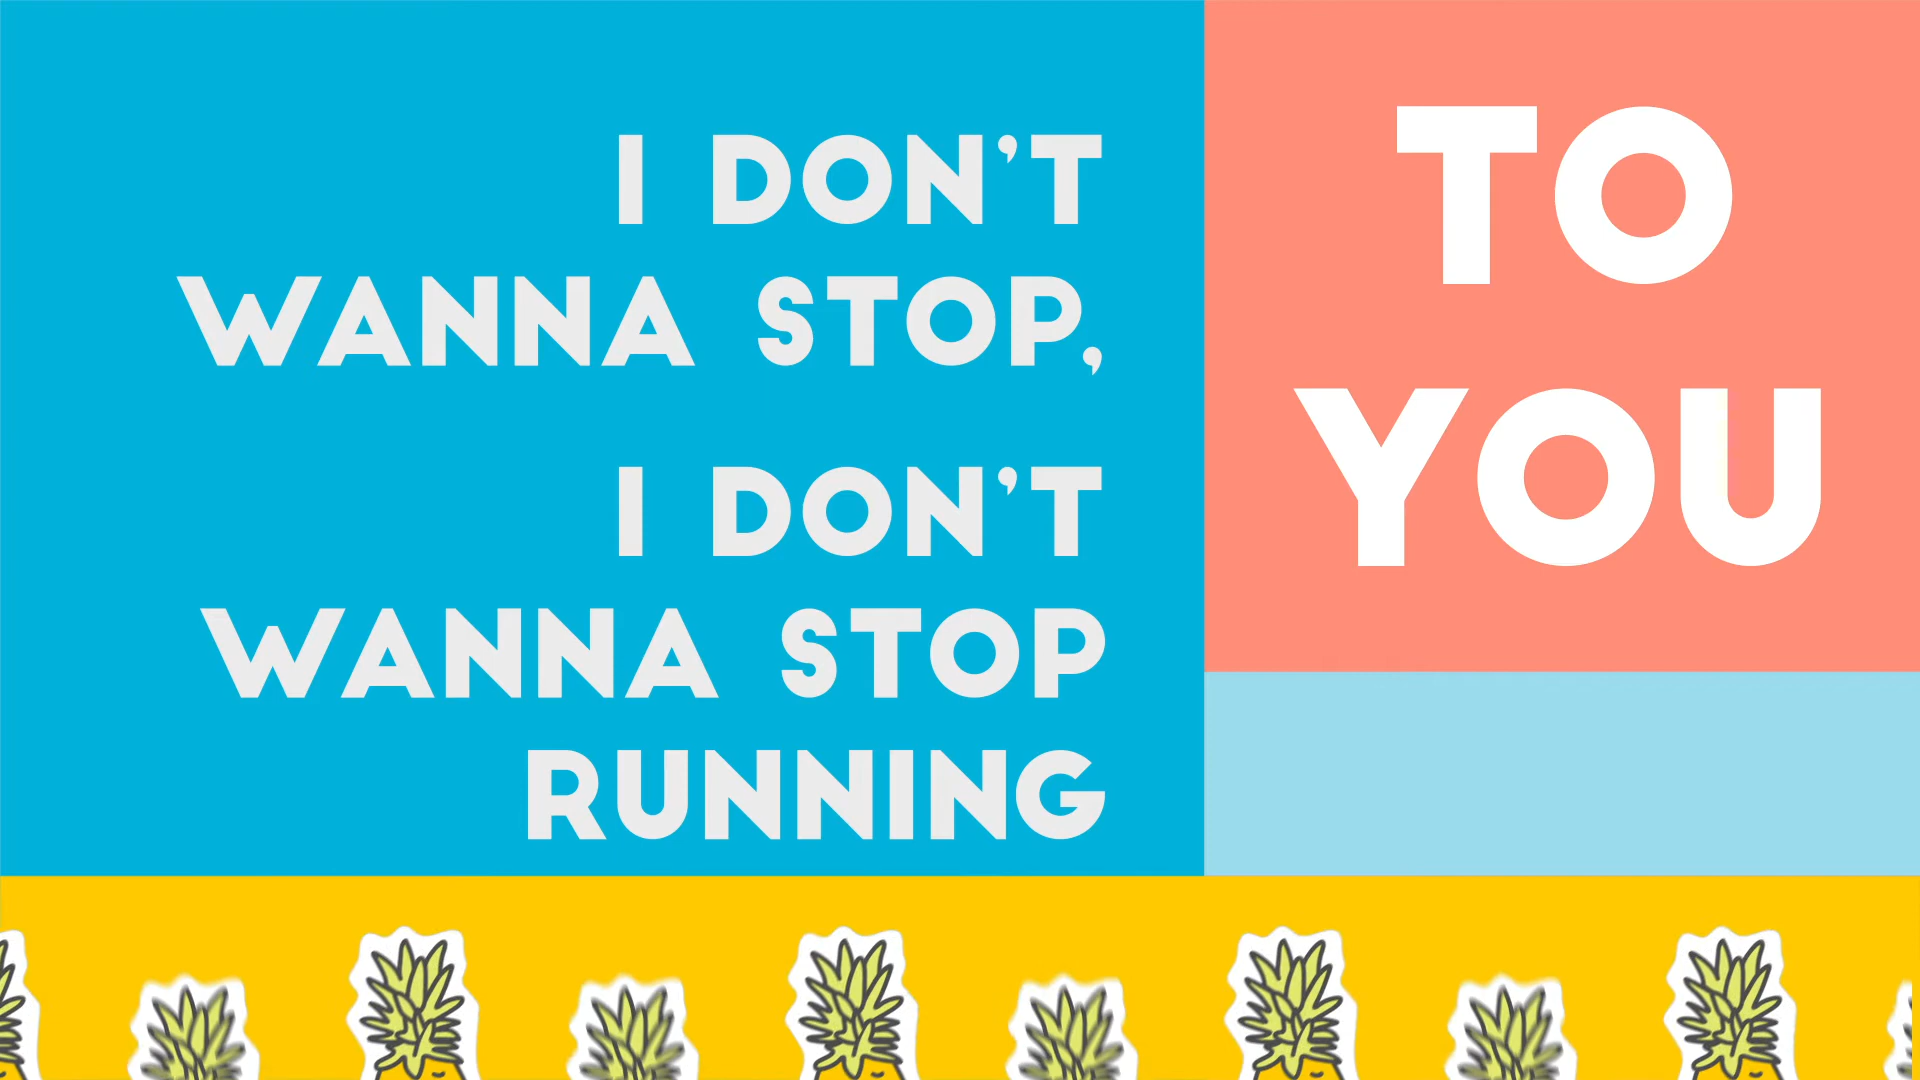 I DON'T
WANNA STOP,
I DON'T
WANNA STOP
RUNNING
TO
YOU